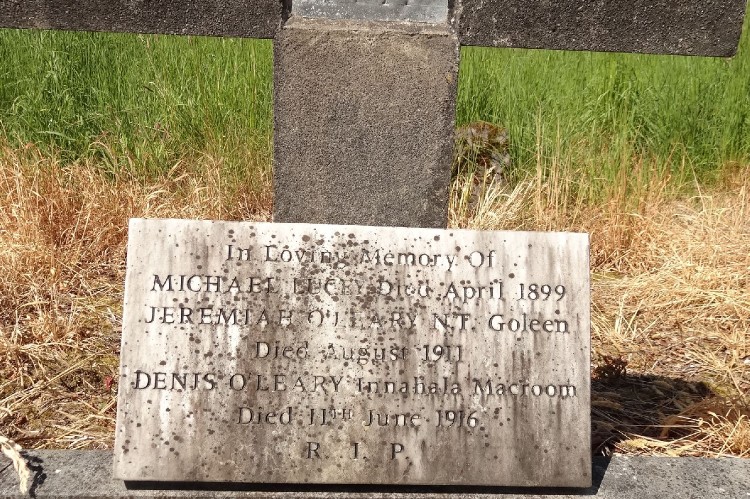 In Loving Memory Of
MICHAEL LUCEY Died April 1899
JEREMIAH O'LEARY N.T. Goleen
Died August 1911
DENIS O'LEARY Innahala Macroom
Died 11TH June 1916
R I P